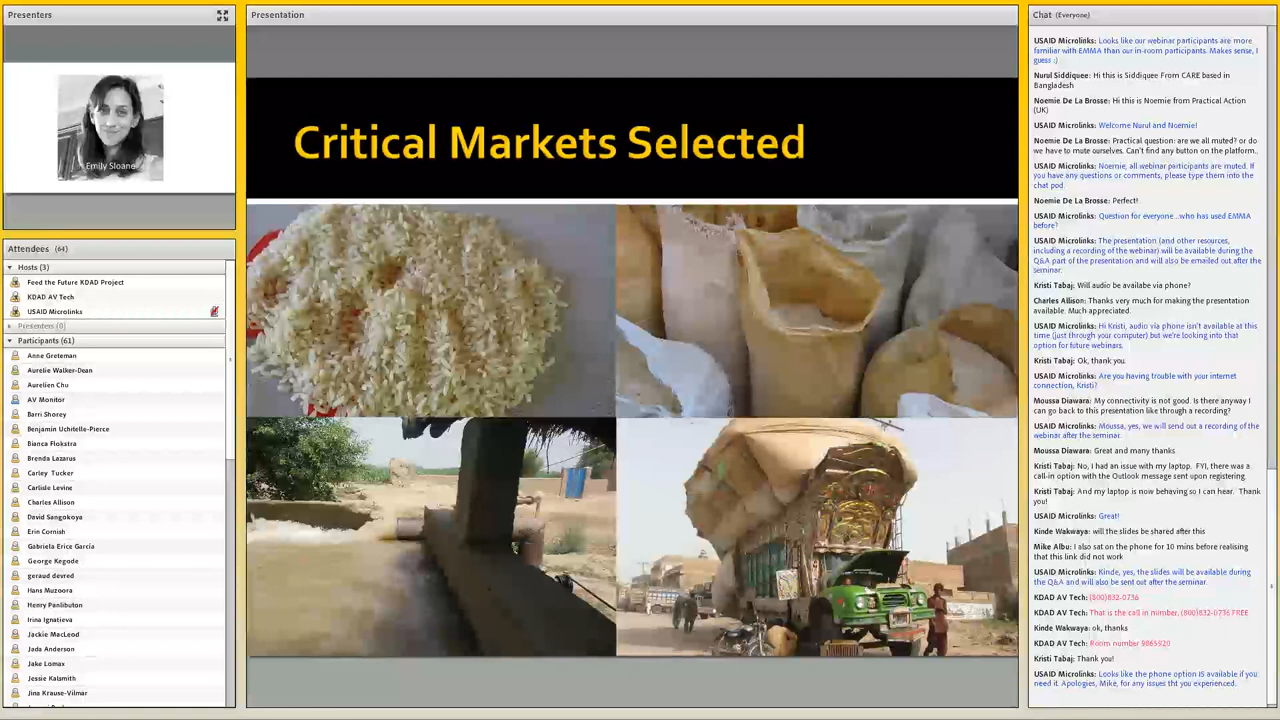 Presenters
Emily Sloane
Attendees (64)
Hosts (3)
Feed the Future KDAD Project
KDAD AV Tech
USAID Microlinks
Presenters (0)
Participants (61)
Anne Greteman
Aurelie Walker-Dean
Aurelien Chu
AV Monitor
Barri Shorey
Benjamin Uchitelle-Pierce
Bianca Flokstra
Brenda Lazarus
Carley Tucker
Carlisle Levine
Charles Allison
David Sangokoya
Erin Cornish
Gabriela Erice García
George Kegode
geraud devred
Hans Muzoora
Henry Panlibuton
Irina Ignatieva
Jackie MacLeod
Jada Anderson
Jake Lomax
Jessie Kalsmith
Jina Krause-Vilmar
Presentation
Critical Markets Selected
Chat (Everyone)
USAID Microlinks: Looks like our webinar participants are more
familiar with EMMA than our in-room participants. Makes sense, I
guess :)
Nurul Siddiquee: Hi this is Siddiquee From CARE based in
Bangladesh
Noemie De La Brosse: Hi this is Noemie from Practical Action
(UK)
USAID Microlinks: Welcome Nurul and Noemie!
Noemie De La Brosse: Practical question: are we all muted? or do
we have to mute ourselves. Can't find any button on the platform..
USAID Microlinks: Noemie, all webinar participants are muted. If
you have any questions or comments, please type them into the
chat pod.
Noemie De La Brosse: Perfect!
USAID Microlinks: Question for everyone...who has used EMMA
before?
USAID Microlinks: The presentation (and other resources,
including a recording of the webinar) will be available during the
Q&A part of the presentation and will also be emailed out after the
seminar.
Kristi Tabaj: Will audio be availabe via phone?
Charles Allison: Thanks very much for making the presentation
available. Much appreciated.
USAID Microlinks: Hi Kristi, audio via phone isn't available at this
time (just through your computer) but we're looking into that
option for future webinars.
Kristi Tabaj: Ok, thank you.
USAID Microlinks: Are you having trouble with your internet
connection, Kristi?
Moussa Diawara: My connectivity is not good. Is there anyway I
can go back to this presentation like through a recording?
USAID Microlinks: Moussa, yes, we will send out a recording of the
webinar after the seminar.
Moussa Diawara: Great and many thanks
Kristi Tabaj: No, I had an issue with my laptop. FYI, there was a
call-in option with the Outlook message sent upon registering.
Kristi Tabaj: And my laptop is now behaving so I can hear. Thank
you!
USAID Microlinks: Great!
Kinde Wakwaya: will the slides be shared after this
Mike Albu: I also sat on the phone for 10 mins before realising
that this link did not work
USAID Microlinks: Kinde, yes, the slides will be available during
the Q&A and will also be sent out after the seminar.
KDAD AV Tech: (800)832-0736
KDAD AV Tech: That is the call in number, (800)832-0736 FREE
Kinde Wakwaya: ok, thanks
KDAD AV Tech: Room number 9865920
Kristi Tabaj: Thank you!
USAID Microlinks: Looks like the phone option IS available if you
need it. Apologies, Mike, for any issues tht you experienced.